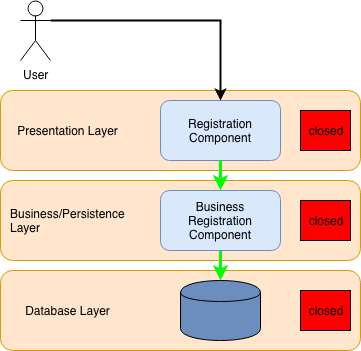 User
Presentation Layer
Registration
Component
closed
Business/Persistence
Layer
Business
Registration
Component
closed
Database Layer
closed